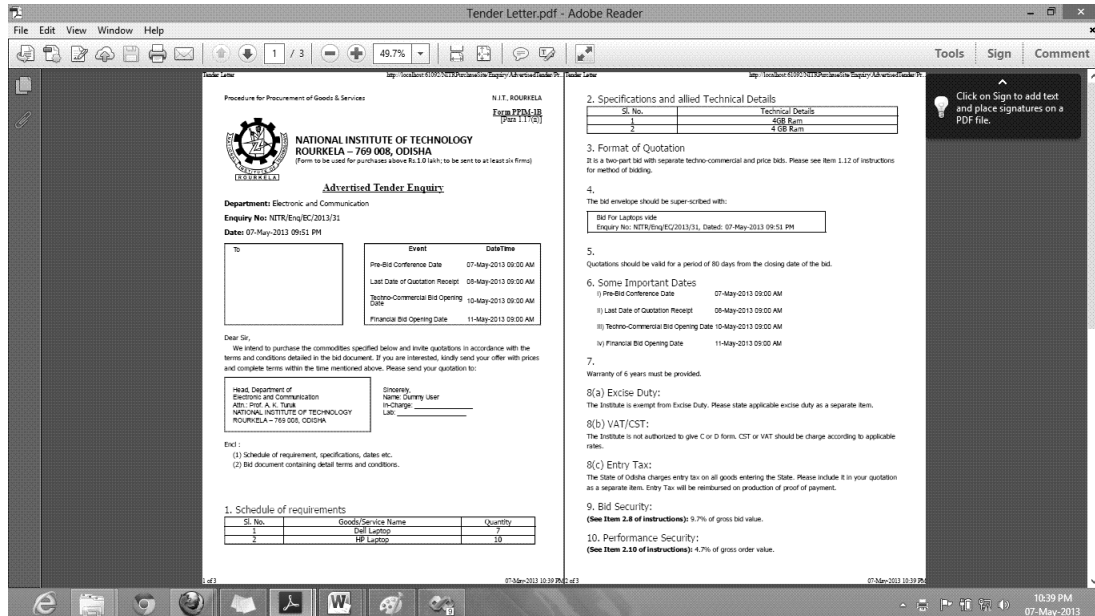 Tender Letter.pdf - Adobe Reader
File Edit View Window Help
1 / 3 49.7% Tools Sign Comment
Click on Sign to add text
and place signatures on a
PDF file.
Tender Letter
Procedure for Procurement of Goods & Services N.I.T., ROURKELA
Form PPIM-1B
[Para 1.17(a)]
NATIONAL INSTITUTE OF TECHNOLOGY
ROURKELA – 769 008, ODISHA
(Form to be used for purchases above Rs.1.0 lakh; to be sent to at least six firms)
ROURKELA
Advertised Tender Enquiry
Department: Electronic and Communication
Enquiry No: NITR/Enq/EC/2013/31
Date: 07-May-2013 09:51 PM
To
Event DateTime
Pre-Bid Conference Date 07-May-2013 09:00 AM
Last Date of Quotation Receipt 08-May-2013 09:00 AM
Techno-Commercial Bid Opening
Date 10-May-2013 09:00 AM
Financial Bid Opening Date 11-May-2013 09:00 AM
Dear Sir,
We intend to purchase the commodities specified below and invite quotations in accordance with the
terms and conditions detailed in the bid document. If you are interested, kindly send your offer with prices
and complete terms within the time mentioned above. Please send your quotation to:
Head, Department of
Electronic and Communication
Attn.: Prof. A. K. Turuk
NATIONAL INSTITUTE OF TECHNOLOGY
ROURKELA – 769 008, ODISHA
Sincerely,
Name: Dummy User
In-Charge:
Lab:
Encl :
(1) Schedule of requirement, specifications, dates etc.
(2) Bid document containing detail terms and conditions.
1. Schedule of requirements
Sl. No. Goods/Service Name Quantity
1 Dell Laptop 7
2 HP Laptop 10
1 of 3 07-May-2013 10:39 PM
Tender Letter
2. Specifications and allied Technical Details
Sl. No. Technical Details
1 4GB Ram
2 4 GB Ram
3. Format of Quotation
It is a two-part bid with separate techno-commercial and price bids. Please see item 1.12 of instructions
for method of bidding.
4.
The bid envelope should be super-scribed with:
Bid For Laptops vide
Enquiry No: NITR/Enq/EC/2013/31, Dated: 07-May-2013 09:51 PM
5.
Quotations should be valid for a period of 80 days from the closing date of the bid.
6. Some Important Dates
i) Pre-Bid Conference Date 07-May-2013 09:00 AM
ii) Last Date of Quotation Receipt 08-May-2013 09:00 AM
iii) Techno-Commercial Bid Opening Date 10-May-2013 09:00 AM
iv) Financial Bid Opening Date 11-May-2013 09:00 AM
7.
Warranty of 6 years must be provided.
8(a) Excise Duty:
The Institute is exempt from Excise Duty. Please state applicable excise duty as a separate item.
8(b) VAT/CST:
The Institute is not authorized to give C or D form. CST or VAT should be charge according to applicable
rates.
8(c) Entry Tax:
The State of Odisha charges entry tax on all goods entering the State. Please include it in your quotation
as a separate item. Entry Tax will be reimbursed on production of proof of payment.
9. Bid Security:
(See Item 2.8 of instructions): 9.7% of gross bid value.
10. Performance Security:
(See Item 2.10 of instructions): 4.7% of gross order value.
2 of 3 07-May-2013 10:39 PM
10:39 PM
07-May-2013